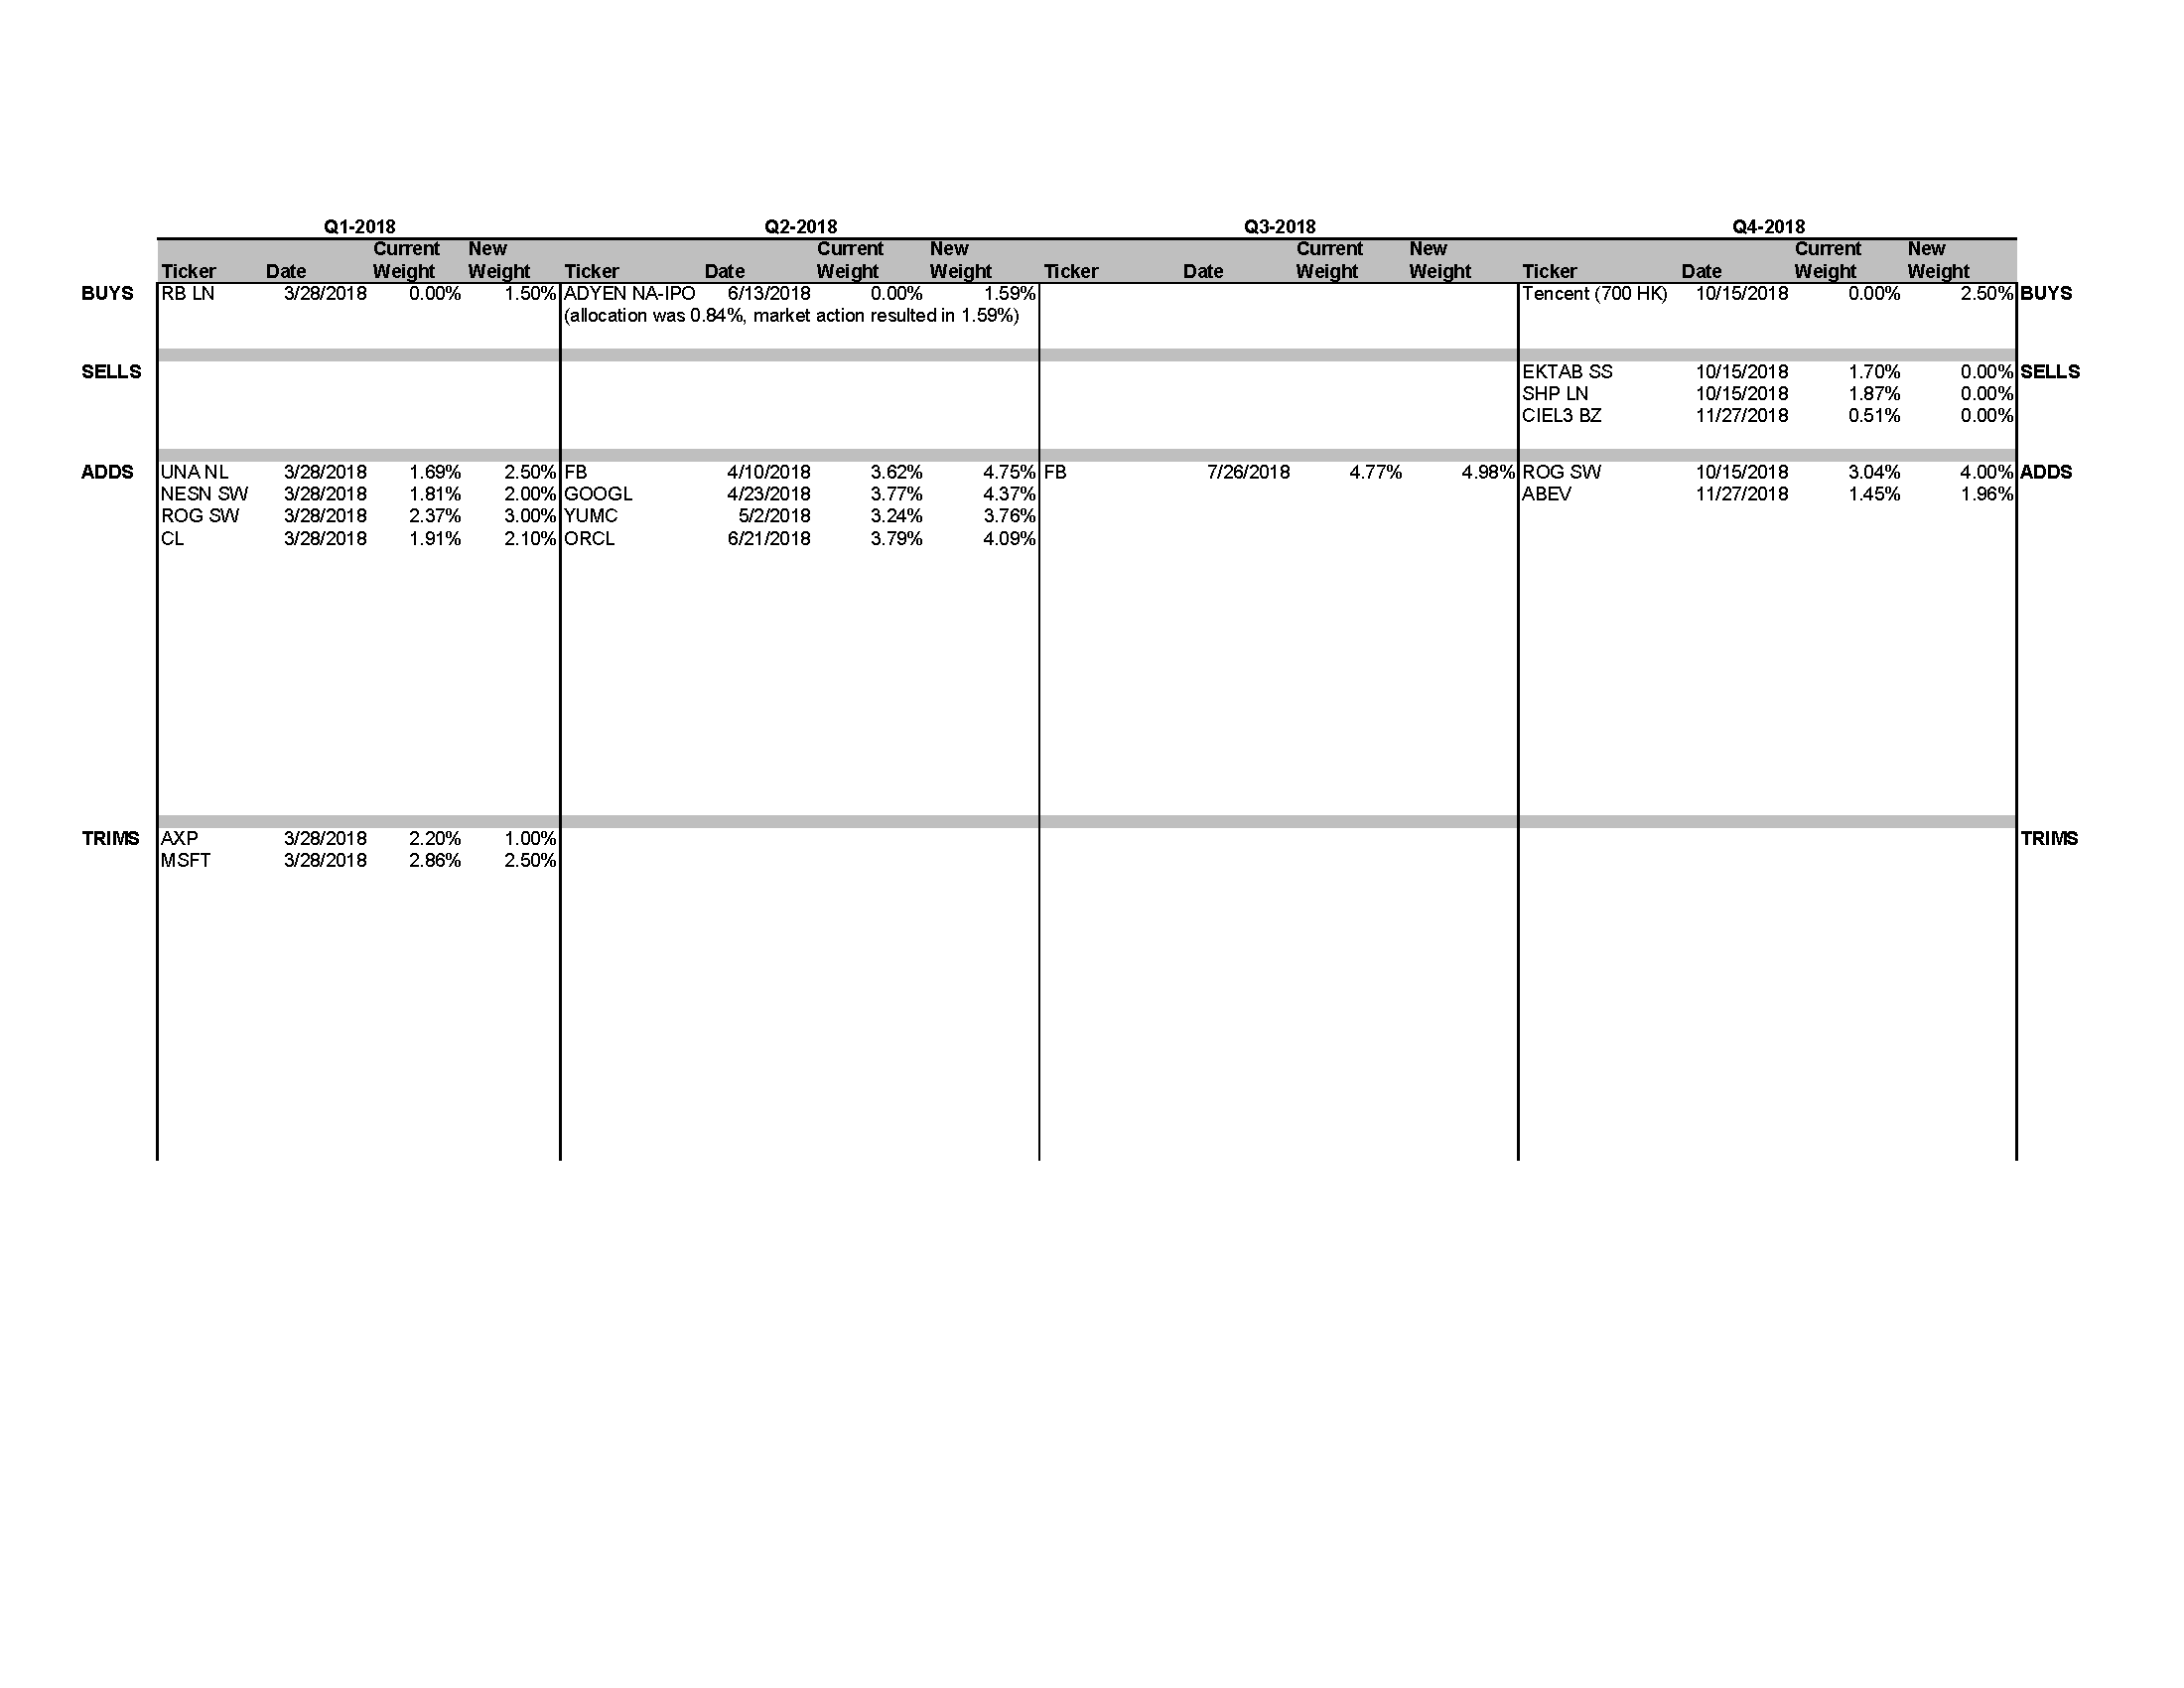 Q1-2018 Q2-2018 Q3-2018 Q4-2018
Current New Current New Current New Current New
Ticker Date Weight Weight Ticker Date Weight Weight Ticker Date Weight Weight Ticker Date Weight Weight
BUYS RB LN 3/28/2018 0.00% 1.50% ADYEN NA-IPO 6/13/2018 0.00% 1.59% Tencent (700 HK) 10/15/2018 0.00% 2.50% BUYS
(allocation was 0.84%, market action resulted in 1.59%)
SELLS EKTAB SS 10/15/2018 1.70% 0.00% SELLS
SHP LN 10/15/2018 1.87% 0.00%
CIEL3 BZ 11/27/2018 0.51% 0.00%
ADDS UNA NL 3/28/2018 1.69% 2.50% FB 4/10/2018 3.62% 4.75% FB 7/26/2018 4.77% 4.98% ROG SW 10/15/2018 3.04% 4.00% ADDS
NESN SW 3/28/2018 1.81% 2.00% GOOGL 4/23/2018 3.77% 4.37% ABEV 11/27/2018 1.45% 1.96%
ROG SW 3/28/2018 2.37% 3.00% YUMC 5/2/2018 3.24% 3.76%
CL 3/28/2018 1.91% 2.10% ORCL 6/21/2018 3.79% 4.09%
TRIMS AXP 3/28/2018 2.20% 1.00% TRIMS
MSFT 3/28/2018 2.86% 2.50%